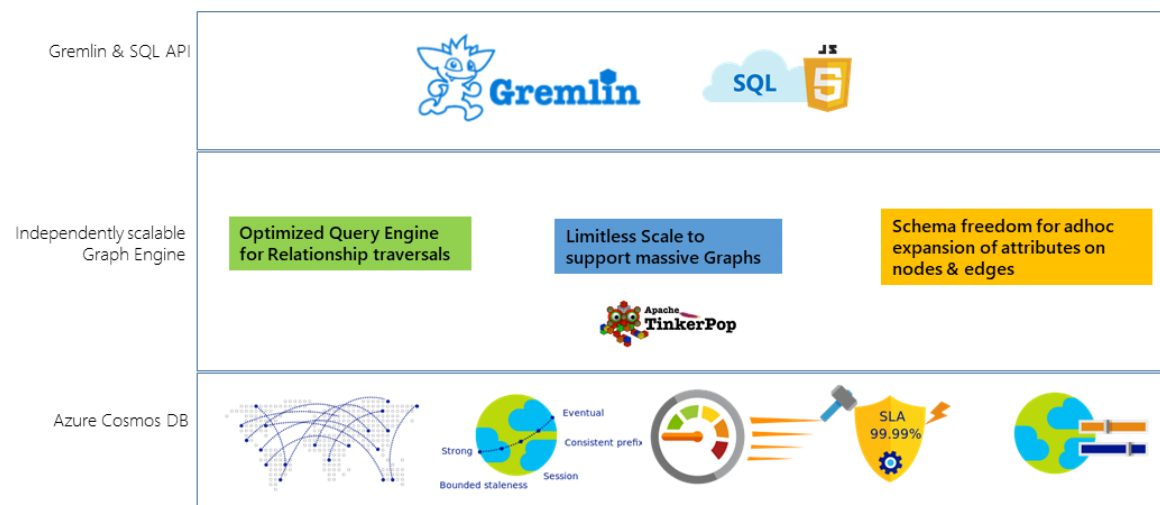 Gremlin & SQL API
Gremlin
SQL
JS
5
Independently scalable
Graph Engine
Optimized Query Engine
for Relationship traversals
Limitless Scale to
support massive Graphs
Schema freedom for adhoc
expansion of attributes on
nodes & edges
Apache
TinkerPop
Azure Cosmos DB
Strong
Bounded staleness
Session
Consistent prefix
Eventual
SLA
99.99%